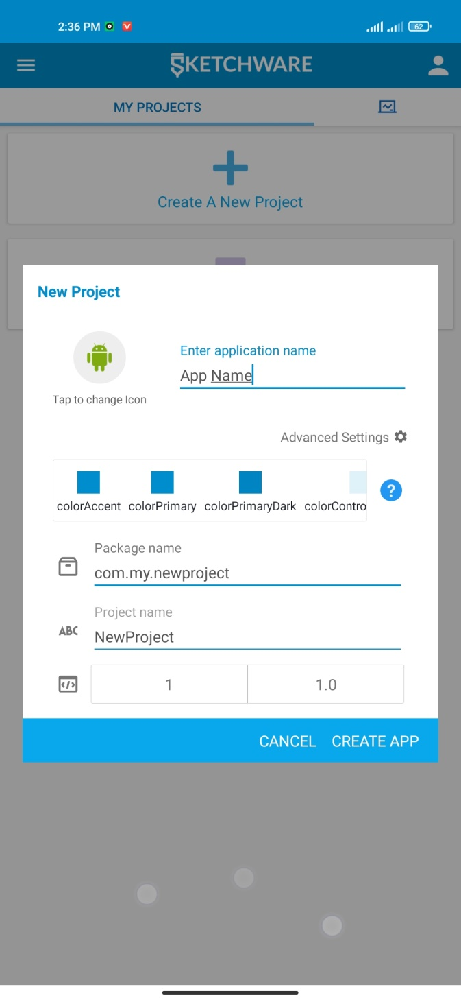 2:36 PM
62
SKETCHWARE
MY PROJECTS
Create A New Project
New Project
Enter application name
App Name
Tap to change Icon
Advanced Settings
colorAccent colorPrimary colorPrimaryDark colorContro
?
Package name
com.my.newproject
Project name
ABC
NewProject
1 1.0
CANCEL CREATE APP